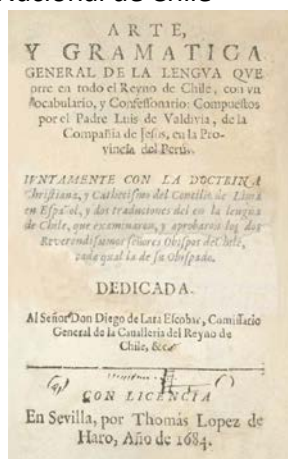 Nacional de Chile
ARTE,
Y GRAMATICA
GENERAL DE LA LENGVA QVE
orre en todo el Reyno de Chile, con vn
Vocabulario, y Confessonario: Compuestos
por el Padre Luis de Valdivia, de la
Compañia de Jesus, en la Pro-
vincia del Perù.
IVNTAMENTE CON LA DOCTRINA
Christiana, y Cathecismo del Concilio de Lima
en Español, y dos traduciones del en la lengua
de Chile, que examinaron, y aprobaron los dos
Reverendissimos señores Obispos de Chile,
cada qual la de su Obispado.
DEDICADA.
Al Señor Don Diego de Lara Escobar, Comissario
General de la Cauallería del Reyno de
Chile, &c.
CON LICENCIA
En Sevilla, por Thomás Lopez de
Haro, Año de 1684.